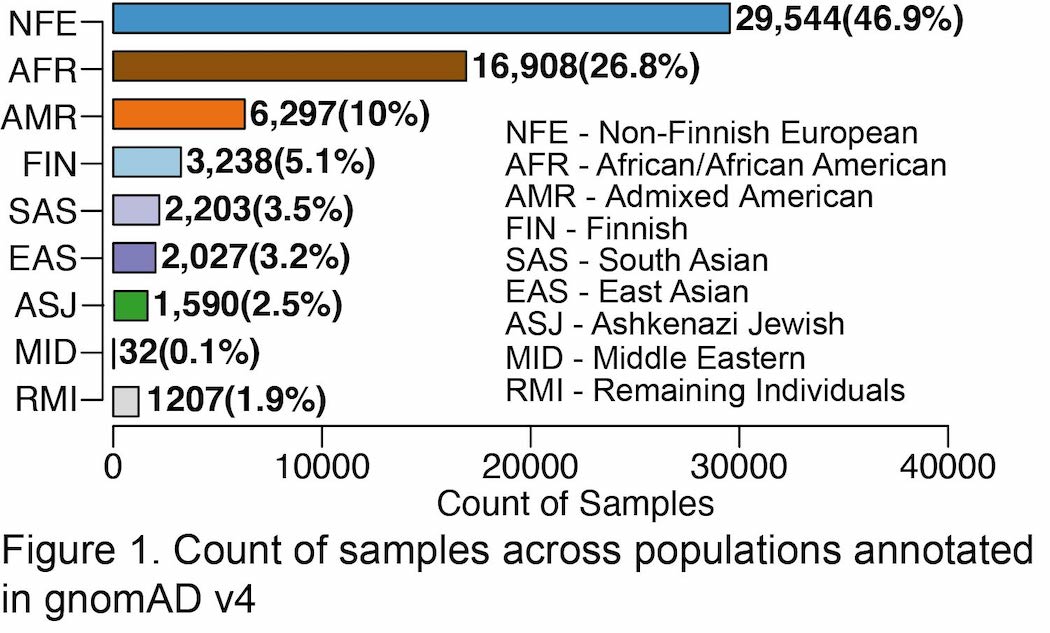 NFE 29,544(46.9%)
AFR 16,908(26.8%)
AMR 6,297(10%)
FIN 3,238(5.1%)
SAS 2,203(3.5%)
EAS 2,027(3.2%)
ASJ 1,590(2.5%)
MID 32(0.1%)
RMI 1207(1.9%)
NFE - Non-Finnish European
AFR - African/African American
AMR - Admixed American
FIN - Finnish
SAS - South Asian
EAS - East Asian
ASJ - Ashkenazi Jewish
MID - Middle Eastern
RMI - Remaining Individuals
0 10000 20000 30000 40000
Count of Samples
Figure 1. Count of samples across populations annotated
in gnomAD v4